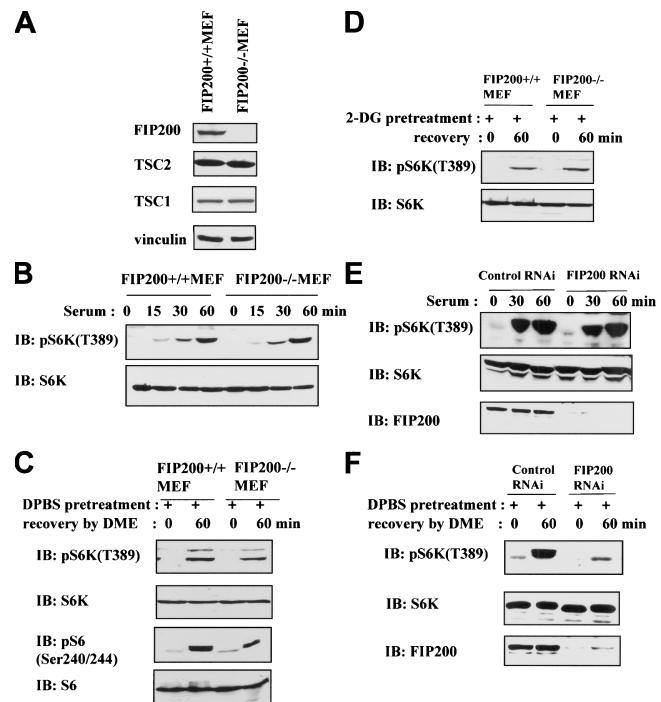 A
FIP200+/+MEF
FIP200-/-MEF
FIP200
TSC2
TSC1
vinculin
B
FIP200+/+MEF FIP200-/-MEF
Serum : 0 15 30 60 0 15 30 60 min
IB: pS6K(T389)
IB: S6K
C
FIP200+/+ FIP200-/-
MEF MEF
DPBS pretreatment : + + + +
recovery by DME : 0 60 0 60 min
IB: pS6K(T389)
IB: S6K
IB: pS6
(Ser240/244)
IB: S6
D
FIP200+/+ FIP200-/-
MEF MEF
2-DG pretreatment : + + + +
recovery : 0 60 0 60 min
IB: pS6K(T389)
IB: S6K
E
Control RNAi FIP200 RNAi
Serum : 0 30 60 0 30 60 min
IB: pS6K(T389)
IB: S6K
IB: FIP200
F
Control FIP200
RNAi RNAi
DPBS pretreatment : + + + +
recovery by DME : 0 60 0 60 min
IB: pS6K(T389)
IB: S6K
IB: FIP200